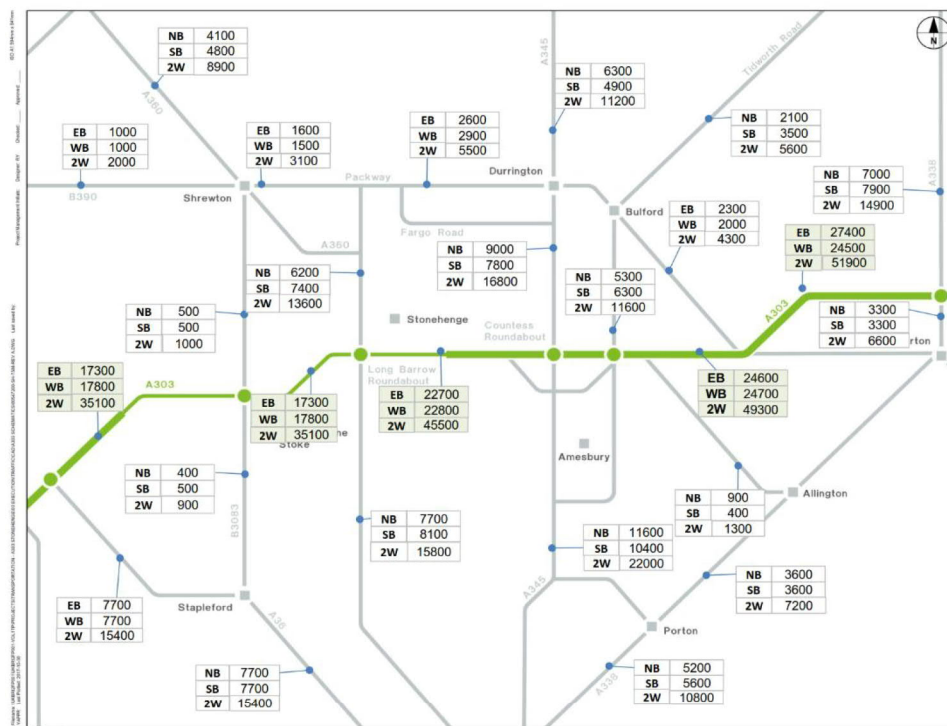 NB 4100
SB 4800
2W 8900
A360
A345
Tidworth Road
N
NB 6300
SB 4900
2W 11200
EB 1000
WB 1000
2W 2000
EB 1600
WB 1500
2W 3100
EB 2600
WB 2900
2W 5500
NB 2100
SB 3500
2W 5600
A338
B390
Shrewton
Packway
Durrington
NB 7000
SB 7900
2W 14900
Fargo Road
Bulford
EB 2300
WB 2000
2W 4300
EB 27400
WB 24500
2W 51900
A360
NB 6200
SB 7400
2W 13600
NB 9000
SB 7800
2W 16800
NB 5300
SB 6300
2W 11600
NB 500
SB 500
2W 1000
Stonehenge
Countess
Roundabout
A303
NB 3300
SB 3300
2W 6600
rton
EB 17300
WB 17800
2W 35100
A303
Long Barrow
Roundabout
EB 17300
WB 17800
2W 35100
ne
Stoke
EB 22700
WB 22800
2W 45500
EB 24600
WB 24700
2W 49300
Amesbury
NB 400
SB 500
2W 900
B3083
NB 900
SB 400
2W 1300
Allington
NB 7700
SB 8100
2W 15800
NB 11600
SB 10400
2W 22000
A345
NB 3600
SB 3600
2W 7200
EB 7700
WB 7700
2W 15400
Stapleford
A36
Porton
NB 7700
SB 7700
2W 15400
A338
NB 5200
SB 5600
2W 10800